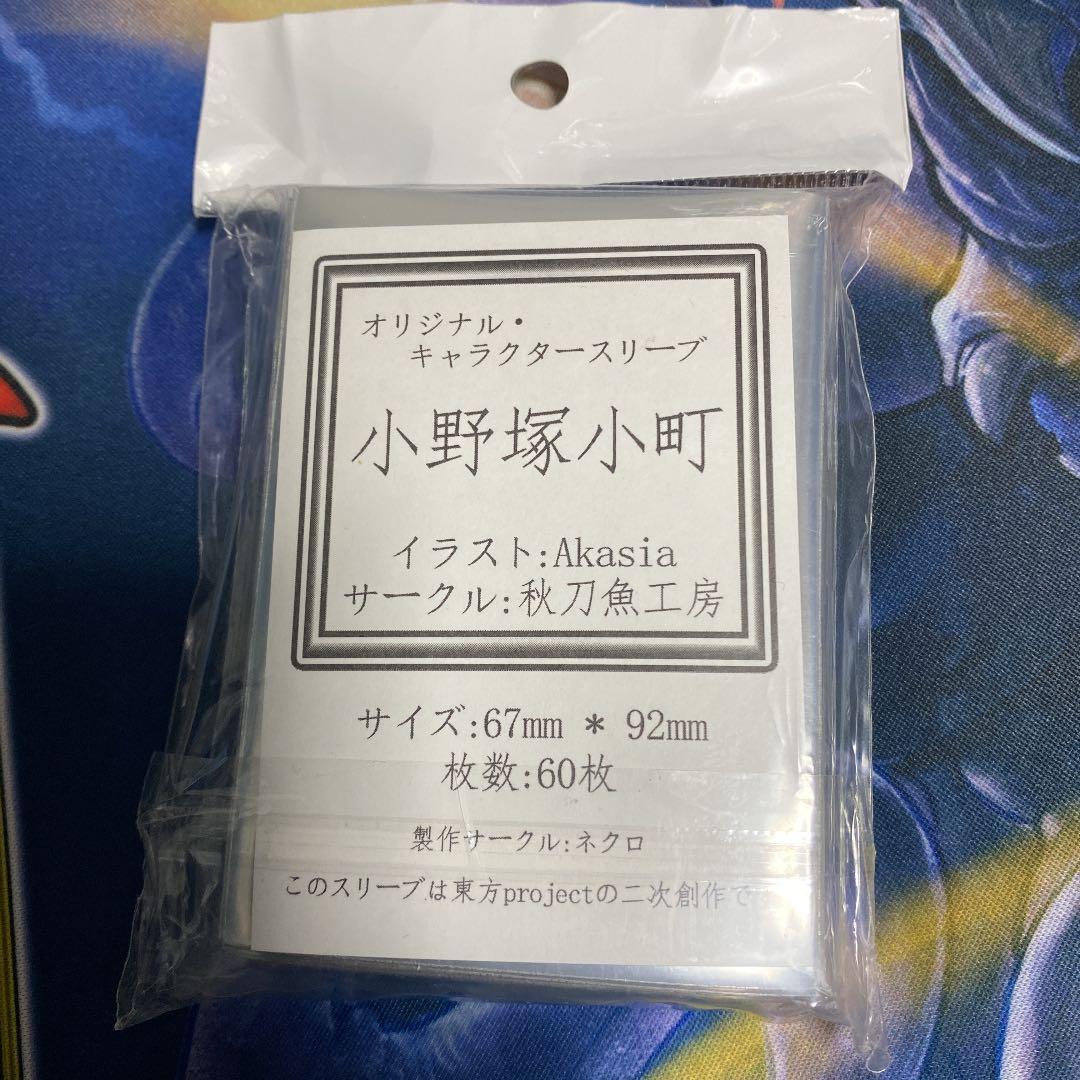 オリジナル・
キャラクタースリーブ
小野塚小町
イラスト:Akasia
サークル:秋刀魚工房
サイズ:67mm * 92mm
枚数:60枚
製作サークル:ネクロ
このスリーブは東方projectの二次創作で